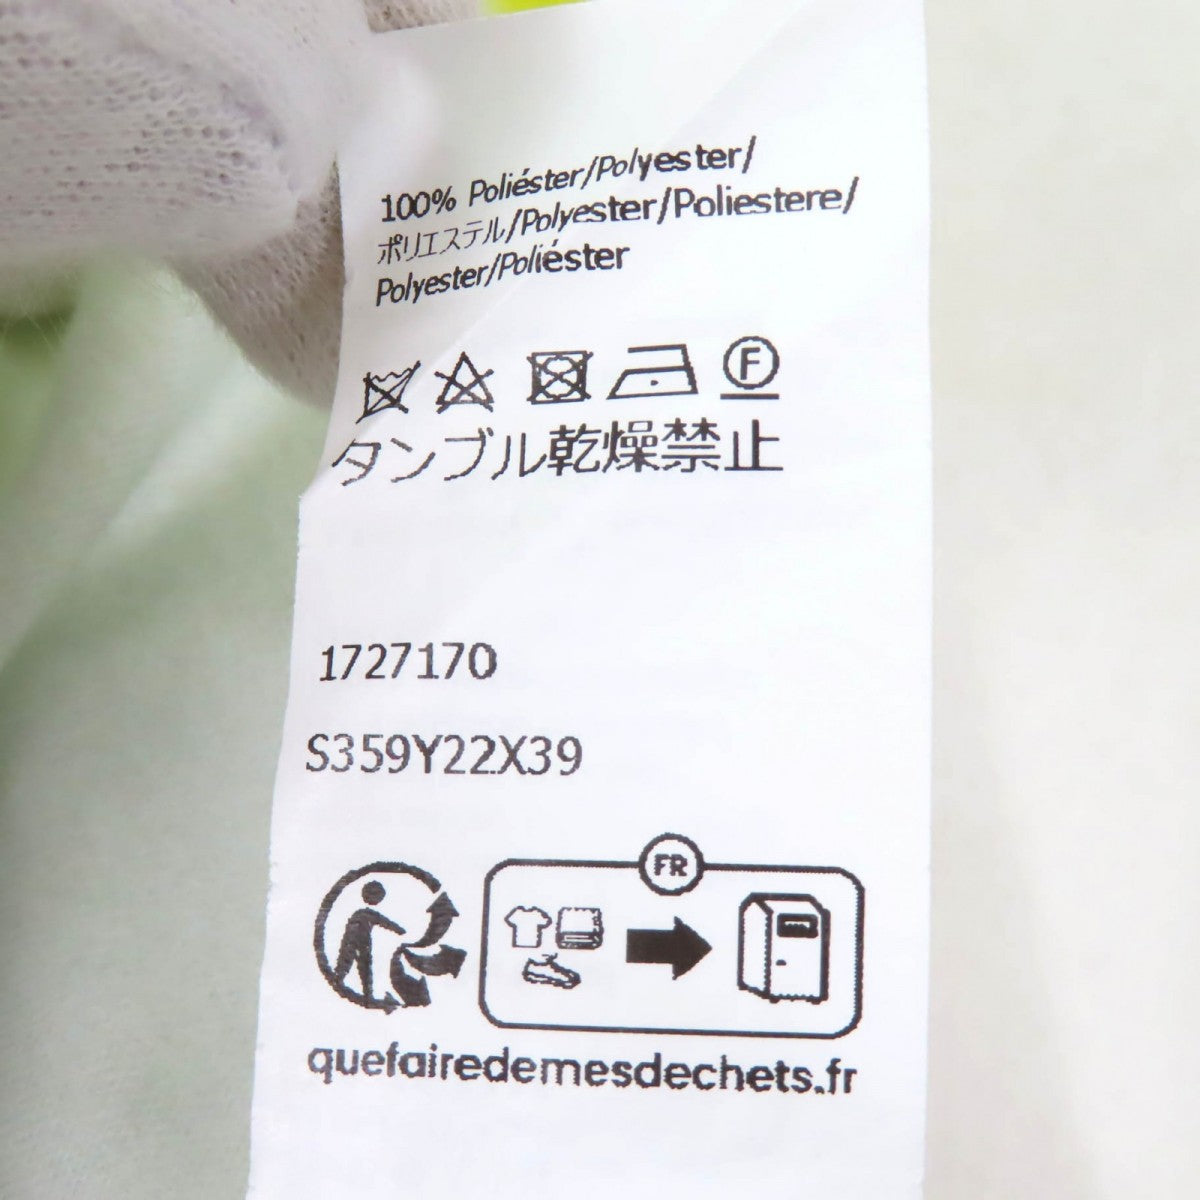 100% Poliéster/Polyester/
ポリエステル/Polyester/Poliestere/
Polyester/Poliéster
F
タンブル乾燥禁止
1727170
S359Y22X39
FR
quefairedemesdechets.fr